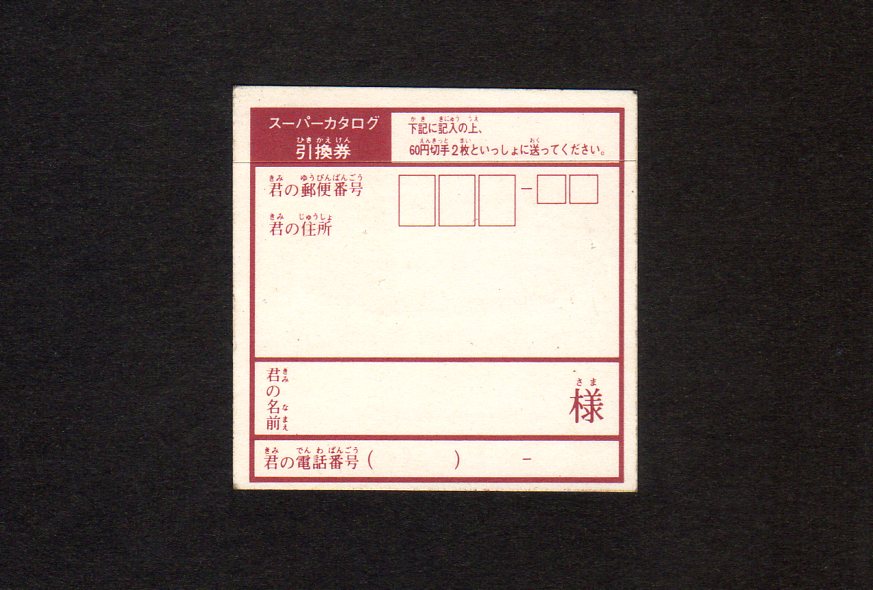 スーパーカタログ
引換券
下記に記入の上、
60円切手2枚といっしょに送ってください。
君の郵便番号
－
君の住所
君の名前
様
君の電話番号（　　　）　　－